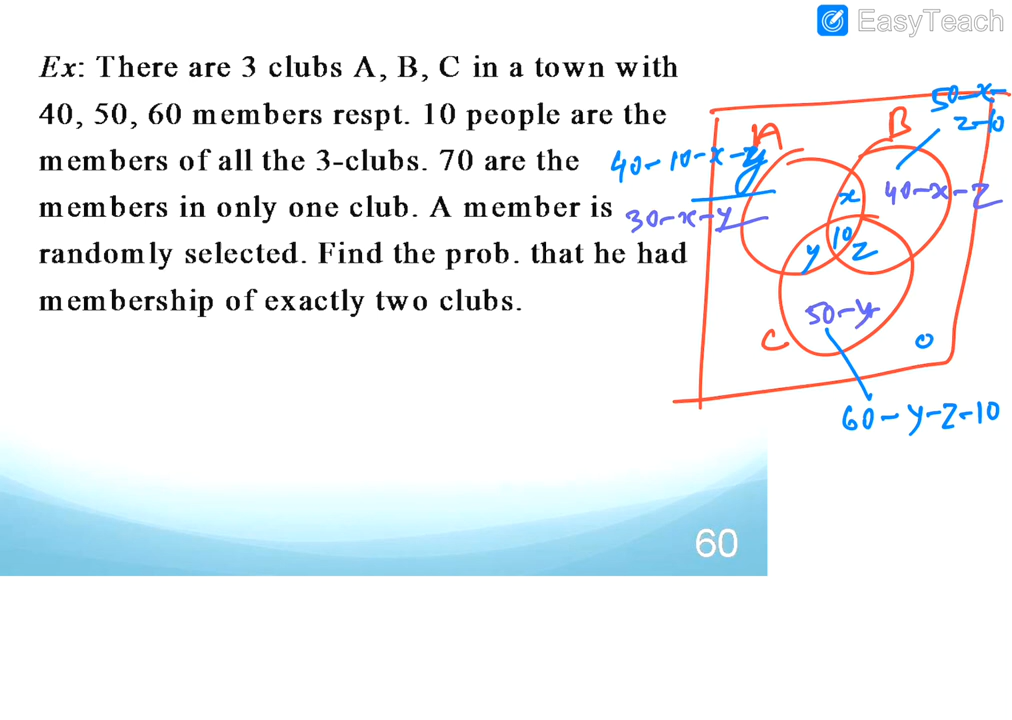 EasyTeach
Ex: There are 3 clubs A, B, C in a town with
40, 50, 60 members respt. 10 people are the
members of all the 3-clubs. 70 are the
members in only one club. A member is
randomly selected. Find the prob. that he had
membership of exactly two clubs.
50-x-
z-10
A
B
40-10-x-y
30-x-y
x
40-x-z
10
y
z
50-y-
C
0
60-y-z-10
60